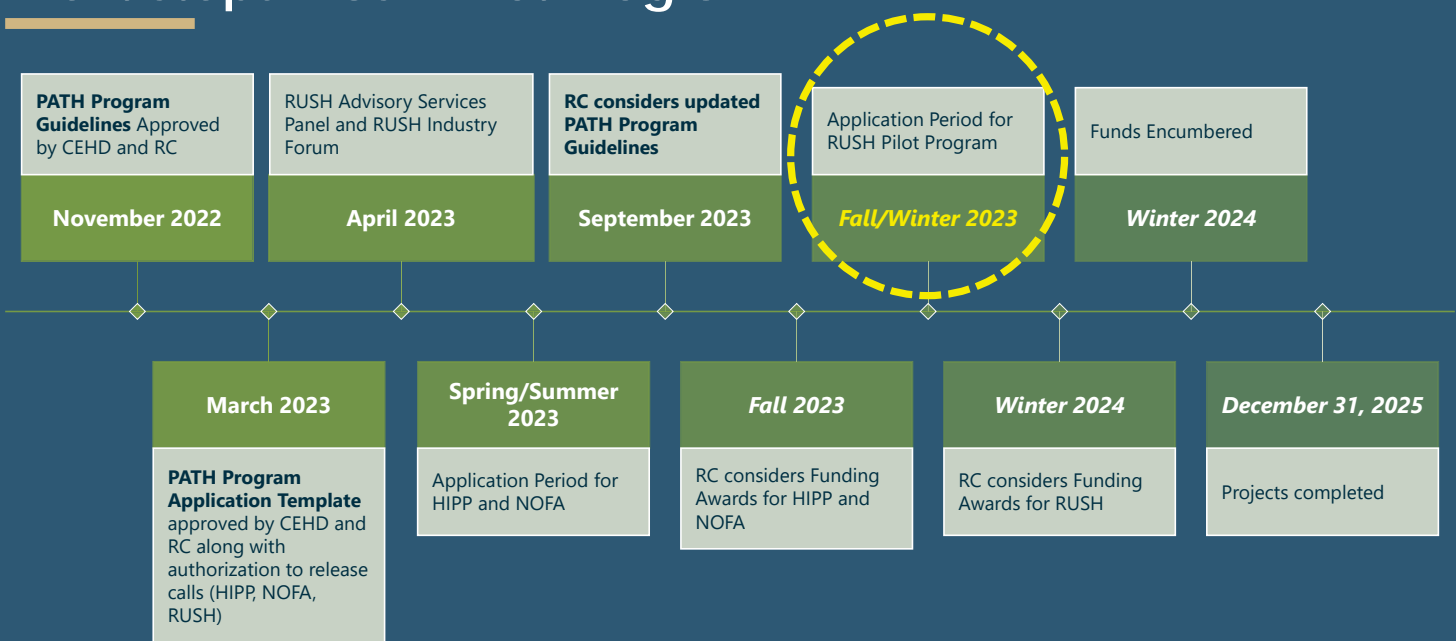 PATH Program
Guidelines Approved
by CEHD and RC
November 2022
RUSH Advisory Services
Panel and RUSH Industry
Forum
April 2023
RC considers updated
PATH Program
Guidelines
September 2023
Application Period for
RUSH Pilot Program
Fall/Winter 2023
Funds Encumbered
Winter 2024
March 2023
PATH Program
Application Template
approved by CEHD and
RC along with
authorization to release
calls (HIPP, NOFA,
RUSH)
Spring/Summer
2023
Application Period for
HIPP and NOFA
Fall 2023
RC considers Funding
Awards for HIPP and
NOFA
Winter 2024
RC considers Funding
Awards for RUSH
December 31, 2025
Projects completed